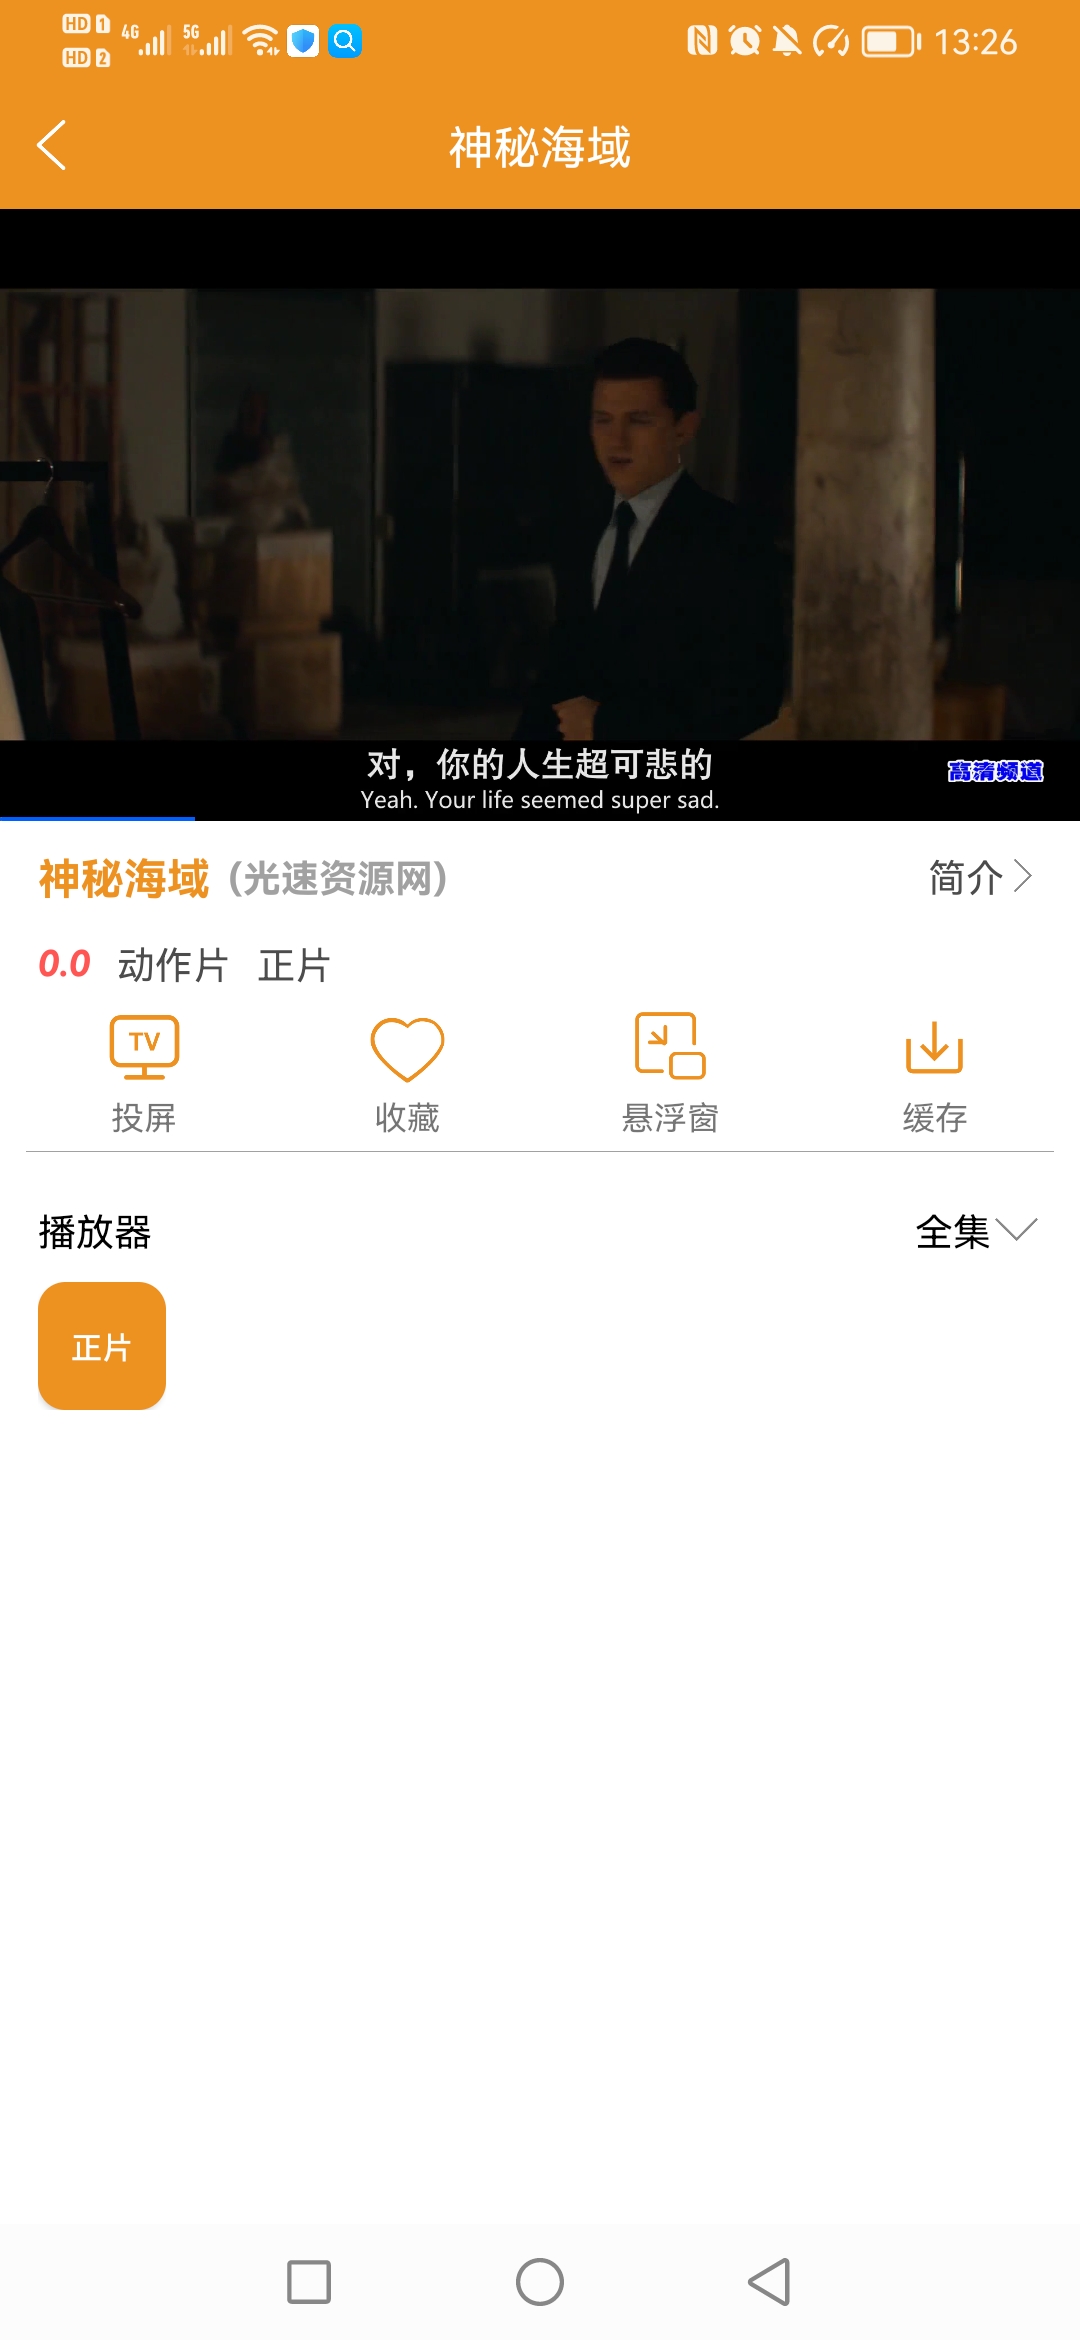 HD 1 4G 5G 13:26
HD 2
神秘海域
对，你的人生超可悲的
Yeah. Your life seemed super sad.
高清频道
神秘海域 (光速资源网) 简介
0.0 动作片 正片
TV
投屏 收藏 悬浮窗 缓存
播放器 全集
正片